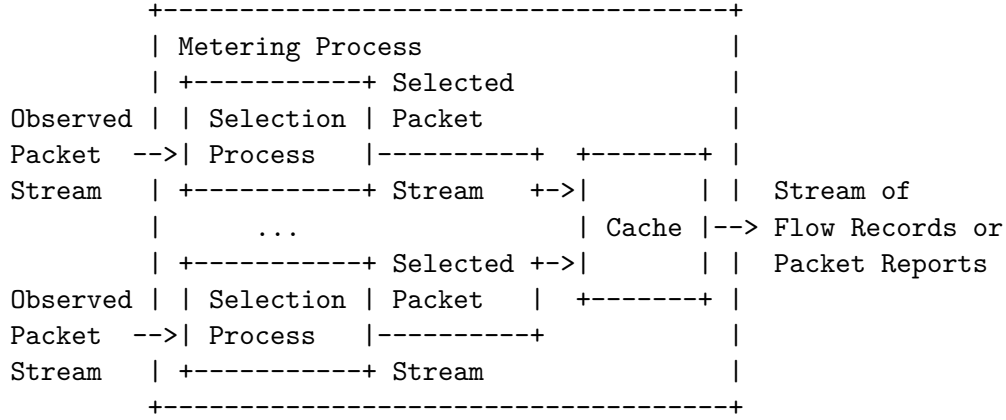 +-------------------------------------+
| Metering Process                    |
| +-----------+ Selected              |
Observed | | Selection | Packet                |
Packet  -->| Process   |----------+  +-------+ |
Stream   | +-----------+ Stream   +->|       | |  Stream of
|      ...                   | Cache |--> Flow Records or
| +-----------+ Selected +->|       | |  Packet Reports
Observed | | Selection | Packet   |  +-------+ |
Packet  -->| Process   |----------+            |
Stream   | +-----------+ Stream                |
+-------------------------------------+